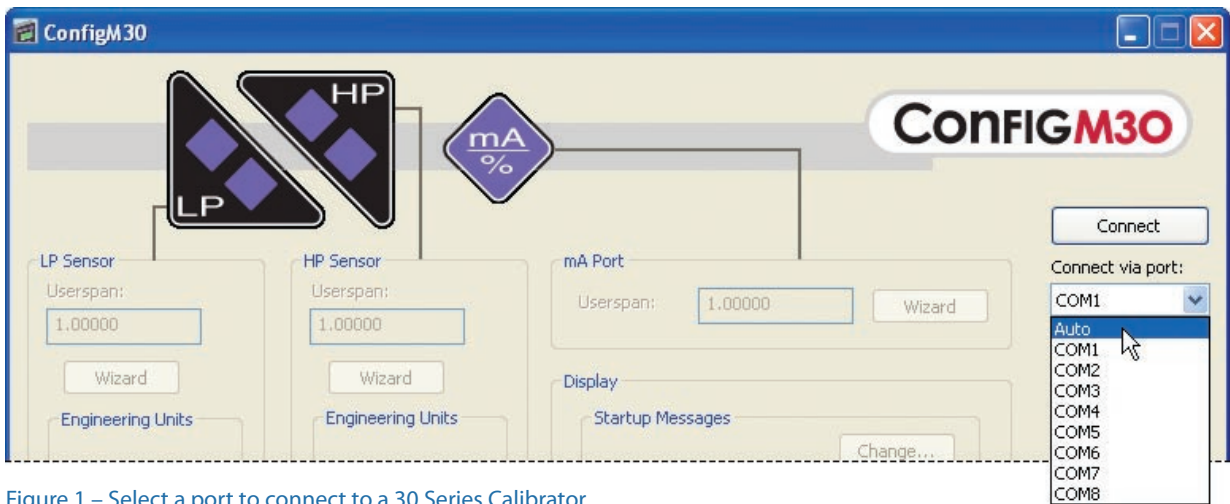 ConfigM30
HP
LP
mA
%
CONFIGM30
Connect
Connect via port:
COM1
Auto
COM1
COM2
COM3
COM4
COM5
COM6
COM7
COM8
LP Sensor
Userspan:
1.00000
Wizard
Engineering Units
HP Sensor
Userspan:
1.00000
Wizard
Engineering Units
mA Port
Userspan:
1.00000
Wizard
Display
Startup Messages
Change...
Figure 1 – Select a port to connect to a 30 Series Calibrator